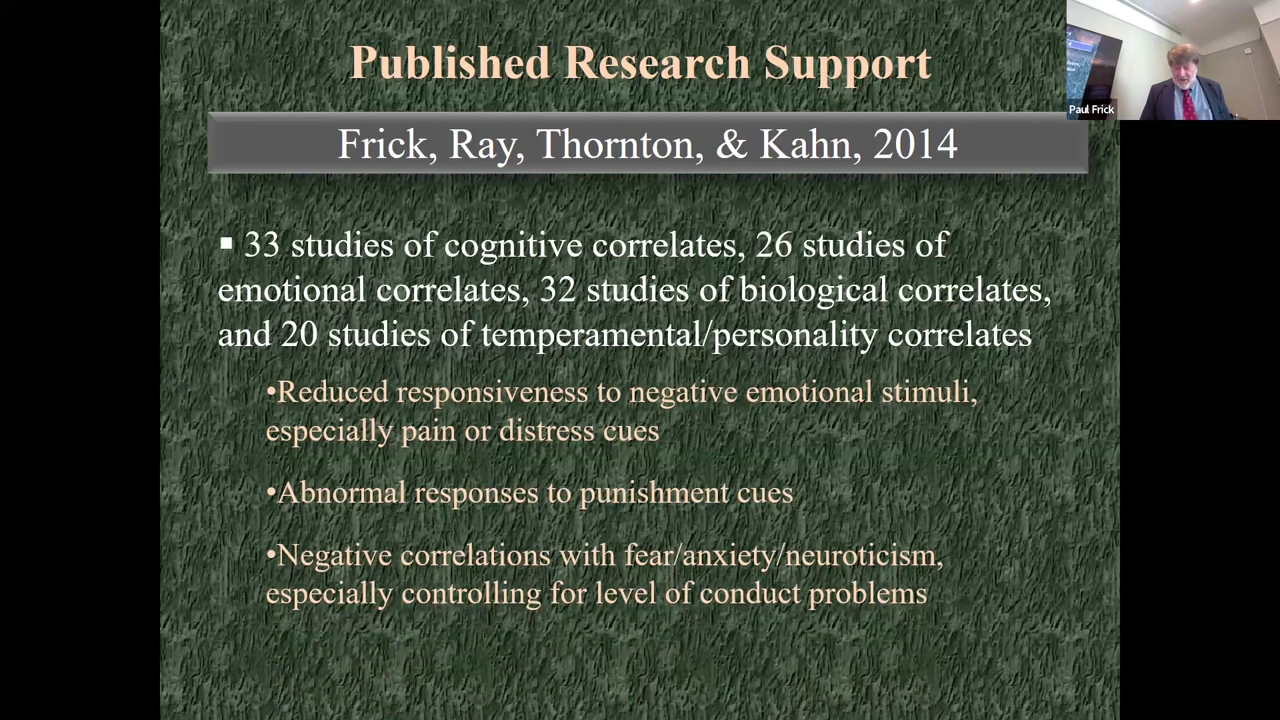 Published Research Support
Paul Frick
Frick, Ray, Thornton, & Kahn, 2014
▪ 33 studies of cognitive correlates, 26 studies of
emotional correlates, 32 studies of biological correlates,
and 20 studies of temperamental/personality correlates
•Reduced responsiveness to negative emotional stimuli,
especially pain or distress cues
•Abnormal responses to punishment cues
•Negative correlations with fear/anxiety/neuroticism,
especially controlling for level of conduct problems